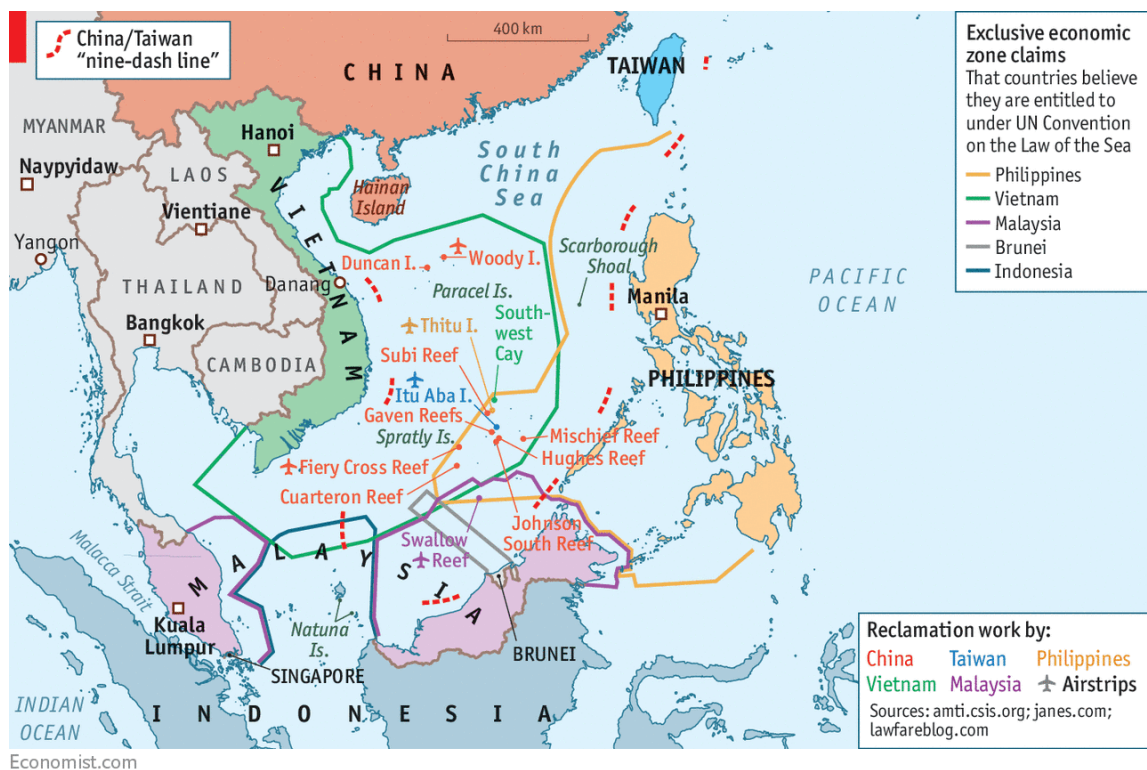 China/Taiwan
“nine-dash line”
400 km
CHINA
TAIWAN
Exclusive economic
zone claims
That countries believe
they are entitled to
under UN Convention
on the Law of the Sea
Philippines
Vietnam
Malaysia
Brunei
Indonesia
MYANMAR
Naypyidaw
Yangon
LAOS
Vientiane
Hanoi
VIETNAM
Hainan
Island
South
China
Sea
THAILAND
Bangkok
Danang
CAMBODIA
Duncan I.
Woody I.
Paracel Is.
Scarborough
Shoal
Manila
PACIFIC
OCEAN
Thitu I.
South-
west
Cay
Subi Reef
Itu Aba I.
Gaven Reefs
Spratly Is.
PHILIPPINES
Mischief Reef
Hughes Reef
Fiery Cross Reef
Cuarteron Reef
Johnson
South Reef
Swallow
Reef
MALAYSIA
Malacca Strait
Kuala
Lumpur
Natuna
Is.
SINGAPORE
BRUNEI
INDIAN
OCEAN
INDONESIA
Reclamation work by:
China Taiwan Philippines
Vietnam Malaysia Airstrips
Sources: amti.csis.org; janes.com;
lawfareblog.com
Economist.com